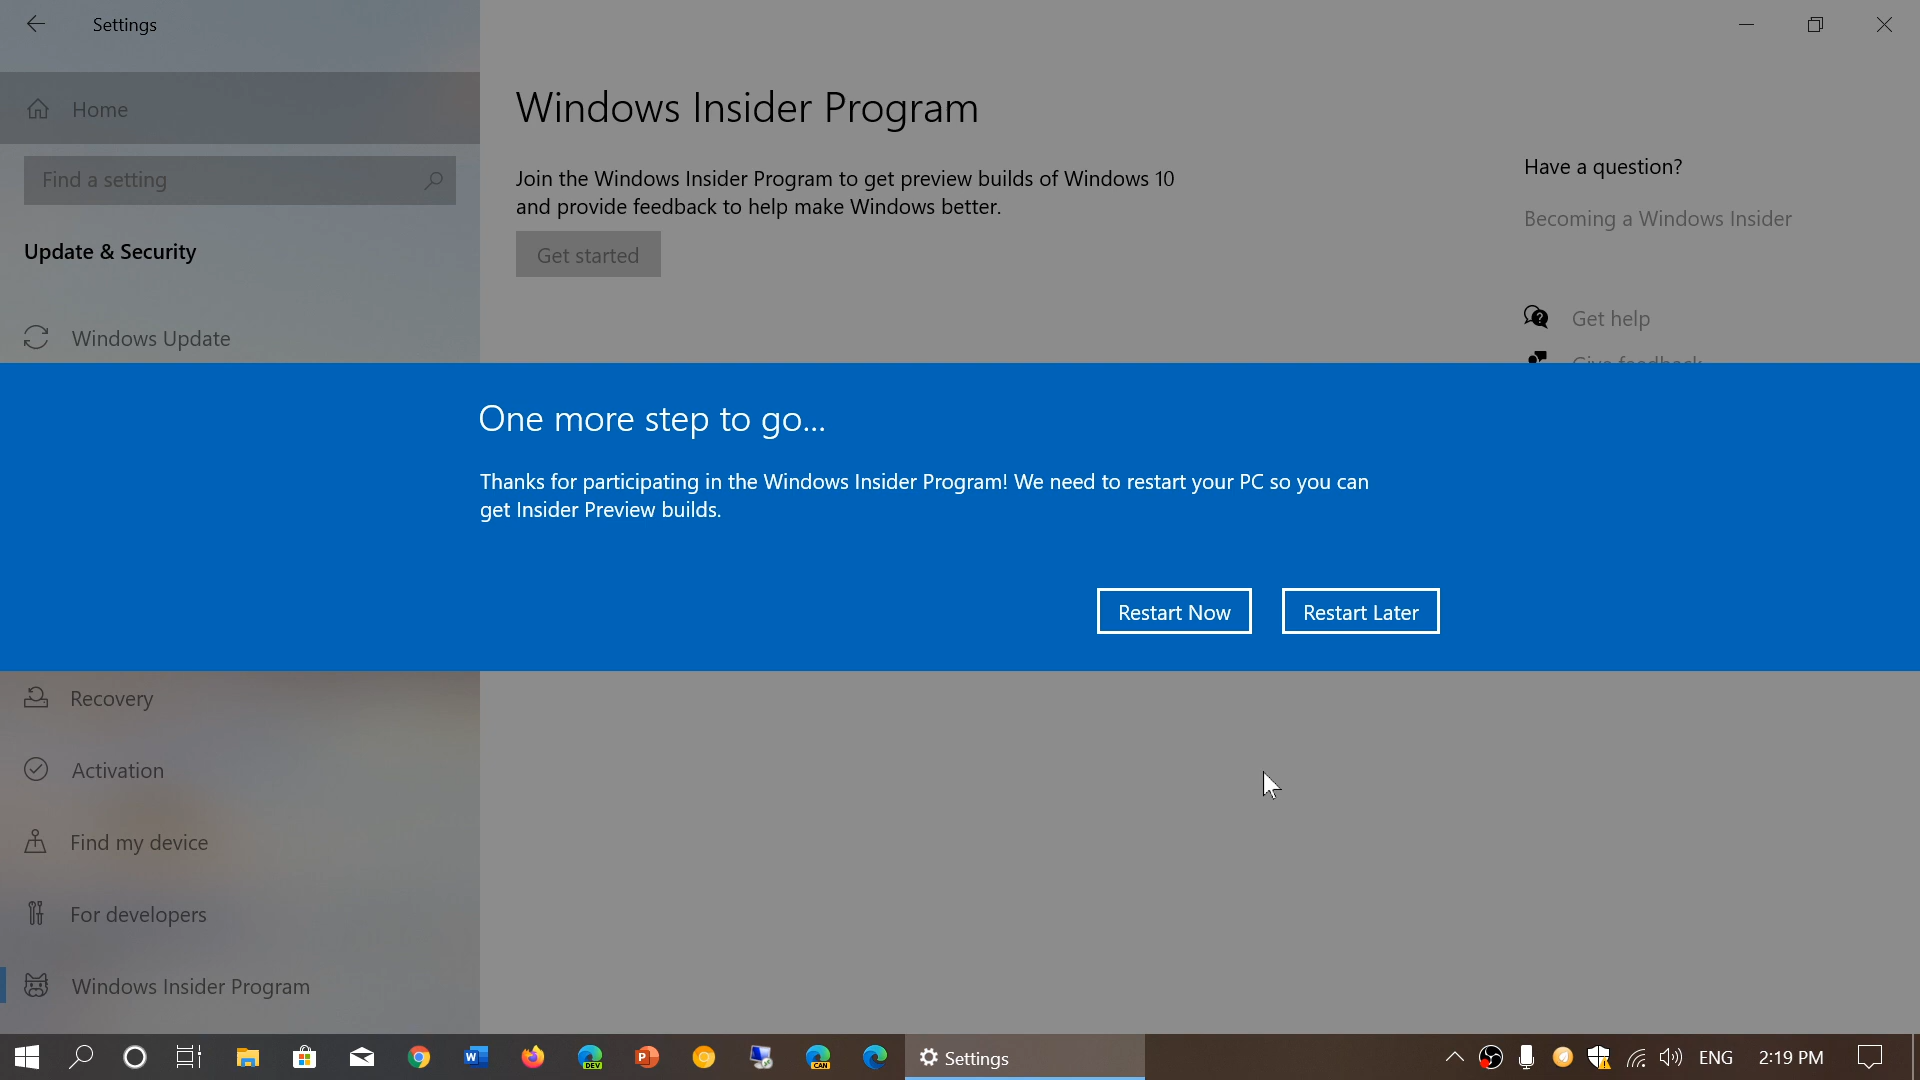 Settings
Home
Find a setting
Update & Security
Windows Update
Windows Insider Program
Join the Windows Insider Program to get preview builds of Windows 10
and provide feedback to help make Windows better.
Get started
Have a question?
Becoming a Windows Insider
Get help
Give feedback
One more step to go...
Thanks for participating in the Windows Insider Program! We need to restart your PC so you can
get Insider Preview builds.
Restart Now
Restart Later
Recovery
Activation
Find my device
For developers
Windows Insider Program
W
DEV
P
CAN
Settings
ENG
2:19 PM